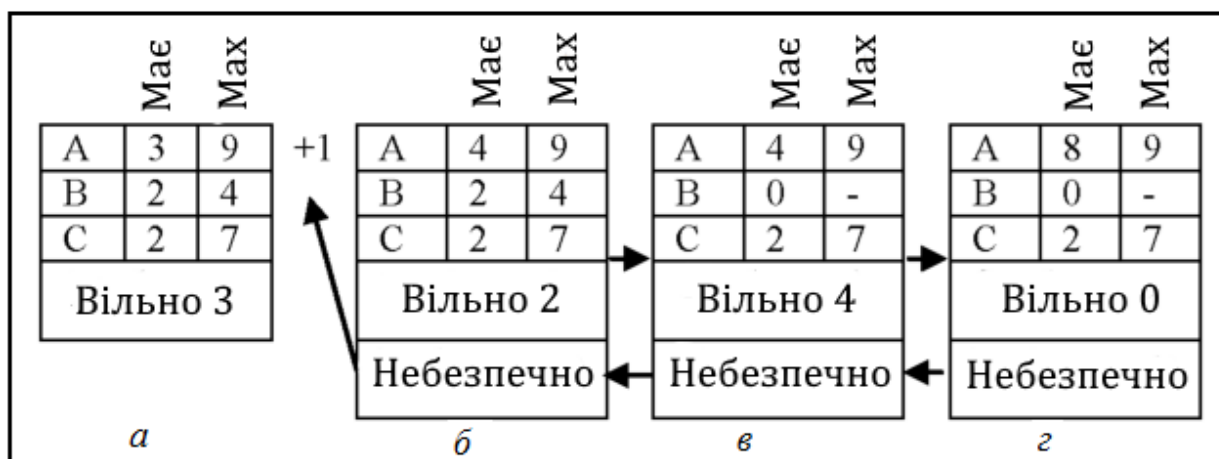 Має Max Має Max Має Max Має Max
A 3 9 +1 A 4 9 A 4 9 A 8 9
B 2 4 B 2 4 B 0 - B 0 -
C 2 7 C 2 7 C 2 7 C 2 7
Вільно 3 Вільно 2 Вільно 4 Вільно 0
Небезпечно Небезпечно Небезпечно
а б в г